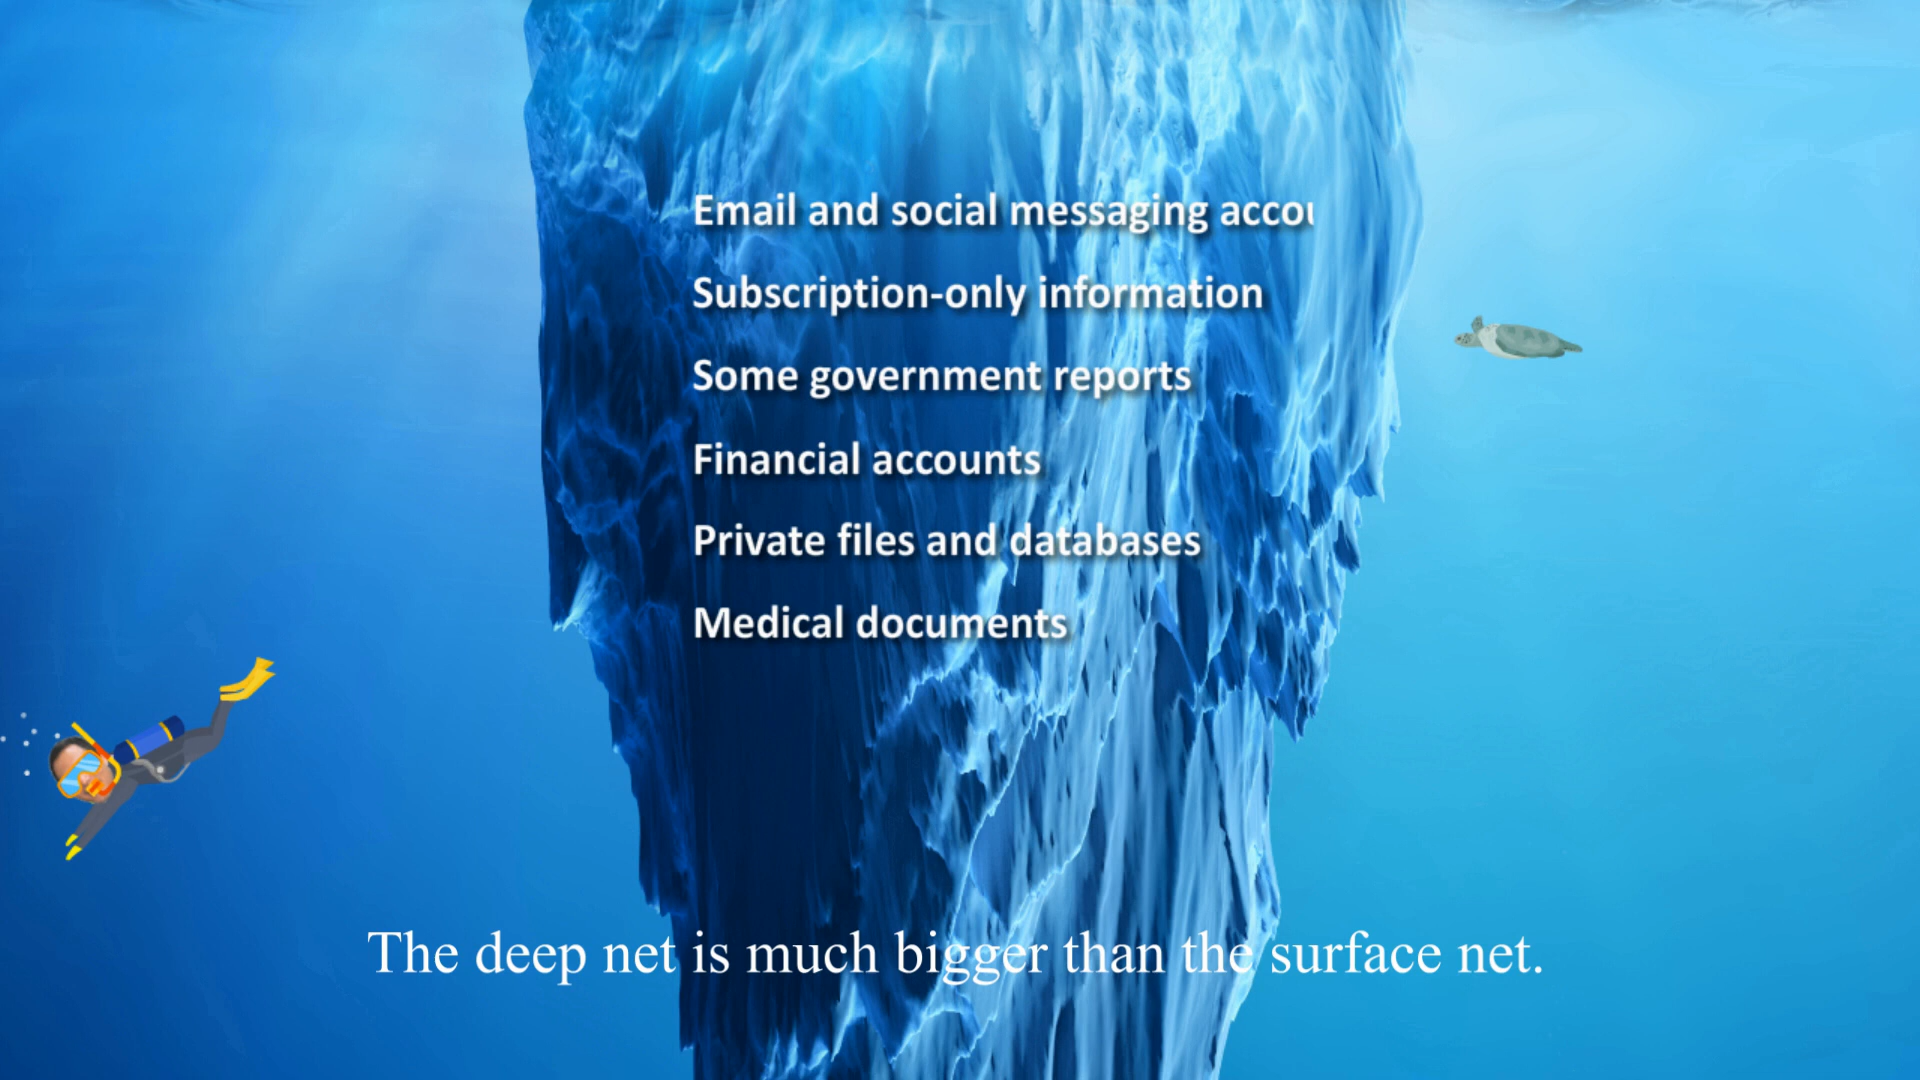 Email and social messaging
Subscription-only information
Some government reports
Financial accounts
Private files and databases
Medical documents
The deep net is much bigger than the surface net.